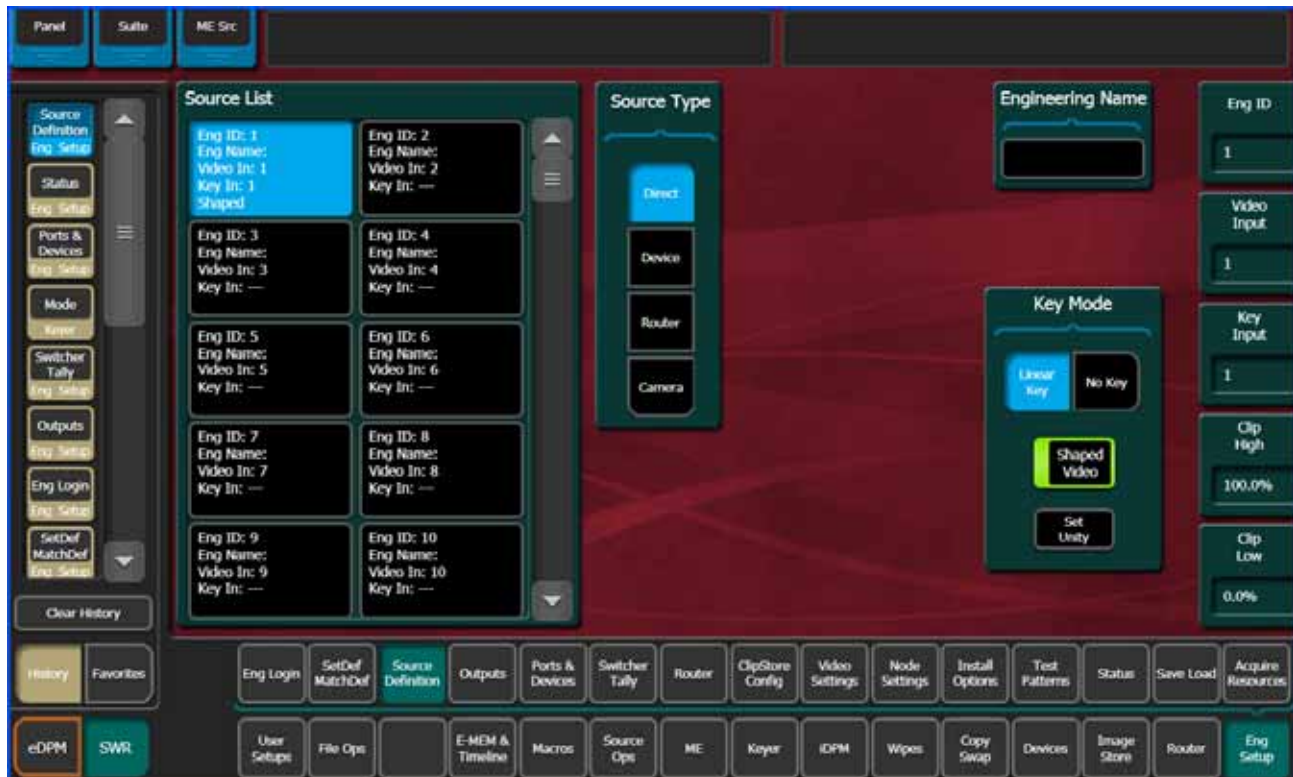 Panel
Suite
ME Src
Source
Definition
Eng Setup
Status
Eng Setup
Ports &
Devices
Eng Setup
Mode
Keyer
Switcher
Tally
Eng Setup
Outputs
Eng Setup
Eng Login
Eng Setup
SetDef
MatchDef
Eng Setup
Clear History
History
Favorites
eDPM
SWR
Source List
Eng ID: 1
Eng Name:
Video In: 1
Key In: 1
Shaped
Eng ID: 2
Eng Name:
Video In: 2
Key In: ---
Eng ID: 3
Eng Name:
Video In: 3
Key In: ---
Eng ID: 4
Eng Name:
Video In: 4
Key In: ---
Eng ID: 5
Eng Name:
Video In: 5
Key In: ---
Eng ID: 6
Eng Name:
Video In: 6
Key In: ---
Eng ID: 7
Eng Name:
Video In: 7
Key In: ---
Eng ID: 8
Eng Name:
Video In: 8
Key In: ---
Eng ID: 9
Eng Name:
Video In: 9
Key In: ---
Eng ID: 10
Eng Name:
Video In: 10
Key In: ---
Source Type
Direct
Device
Router
Camera
Engineering Name
Key Mode
Linear
Key
No Key
Shaped
Video
Set
Unity
Eng ID
1
Video
Input
1
Key
Input
1
Clip
High
100.0%
Clip
Low
0.0%
Eng Login
SetDef
MatchDef
Source
Definition
Outputs
Ports &
Devices
Switcher
Tally
Router
ClipStore
Config
Video
Settings
Node
Settings
Install
Options
Test
Patterns
Status
Save Load
Acquire
Resources
User
Setups
File Ops
E-MEM &
Timeline
Macros
Source
Ops
ME
Keyer
iDPM
Wipes
Copy
Swap
Devices
Image
Store
Router
Eng
Setup